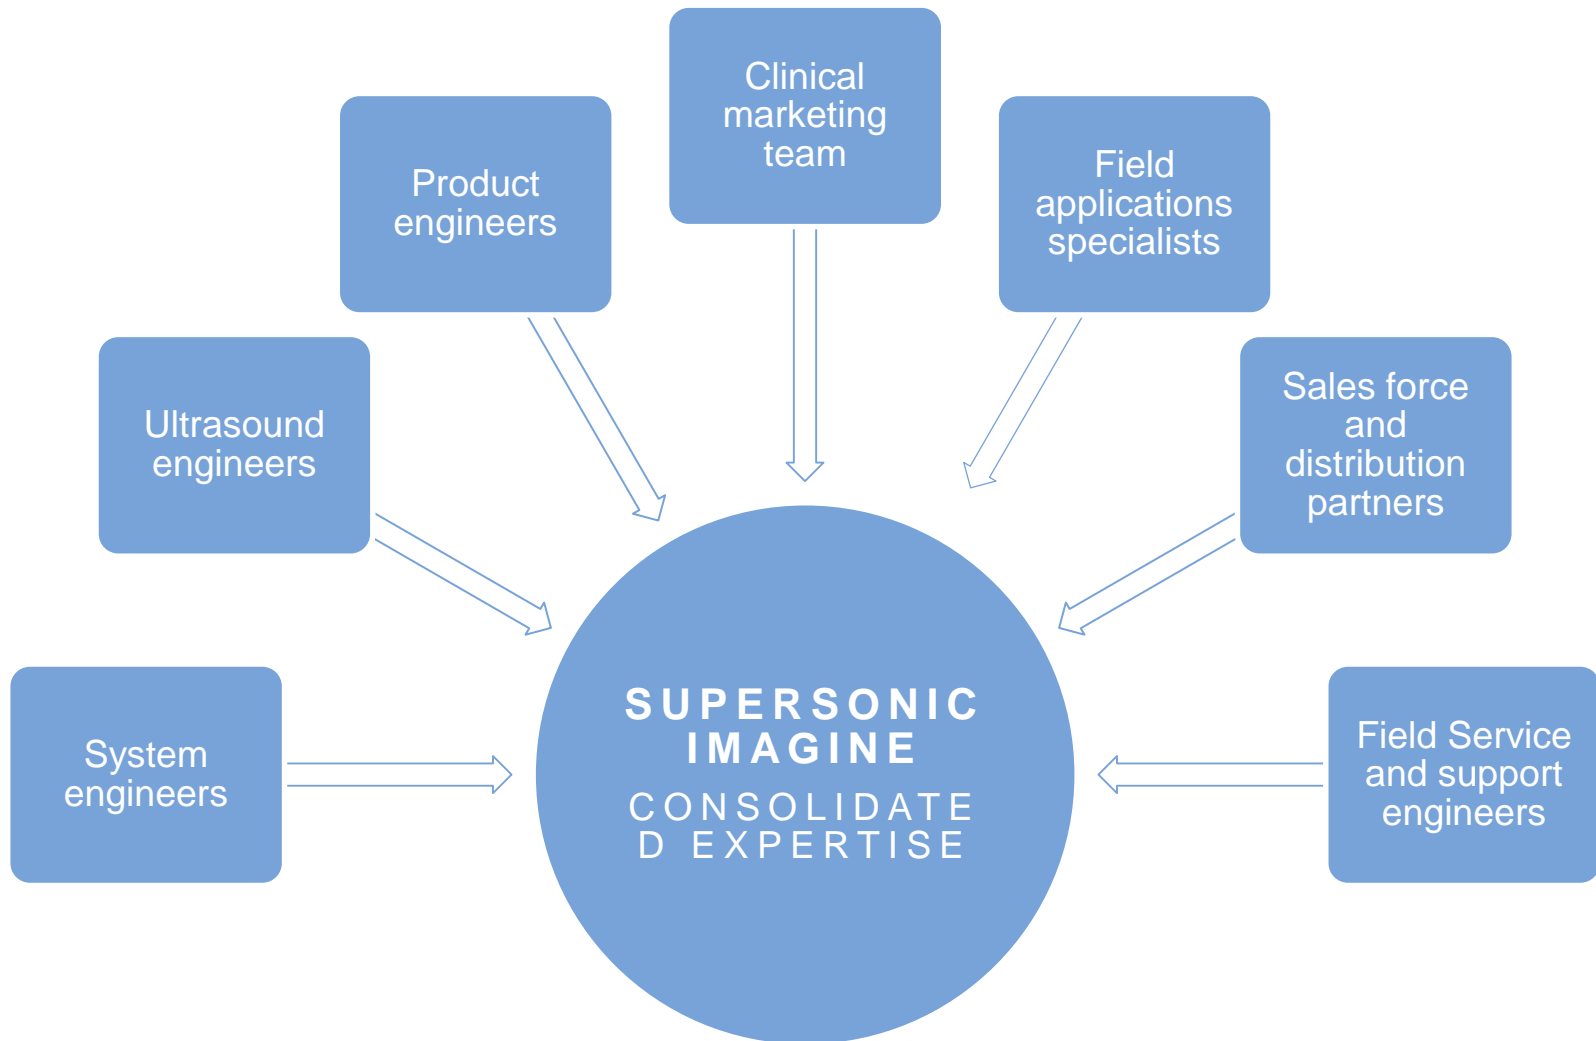 Clinical
marketing
team
Product
engineers
Field
applications
specialists
Ultrasound
engineers
Sales force
and
distribution
partners
System
engineers
SUPERSONIC
IMAGINE
CONSOLIDATE
D EXPERTISE
Field Service
and support
engineers